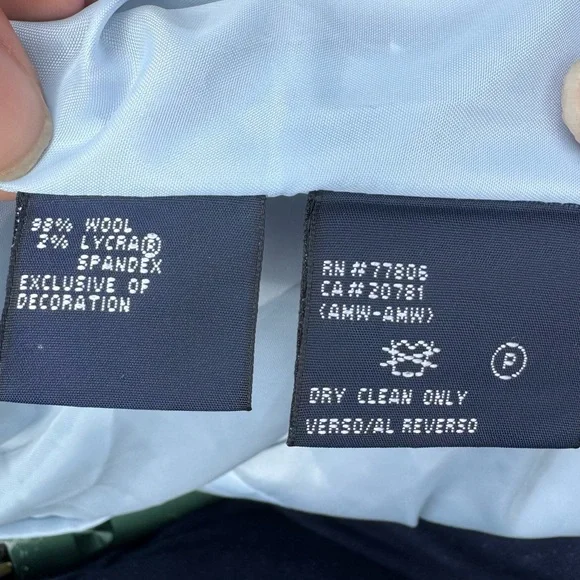 98% WOOL
2% LYCRA®
SPANDEX
EXCLUSIVE OF
DECORATION
RN #77806
CA# 20781
(AMW-AMW)
P
DRY CLEAN ONLY
VERSO/AL REVERSO